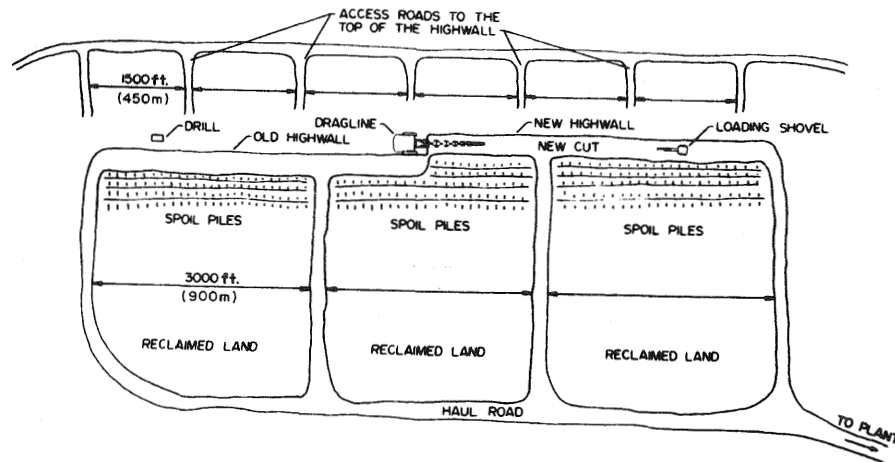 ACCESS ROADS TO THE
TOP OF THE HIGHWALL
1500 ft.
(450m)
DRILL
OLD HIGHWALL
DRAGLINE
NEW HIGHWALL
NEW CUT
LOADING SHOVEL
SPOIL PILES
SPOIL PILES
SPOIL PILES
3000 ft.
(900m)
RECLAIMED LAND
RECLAIMED LAND
RECLAIMED LAND
HAUL ROAD
TO PLANT